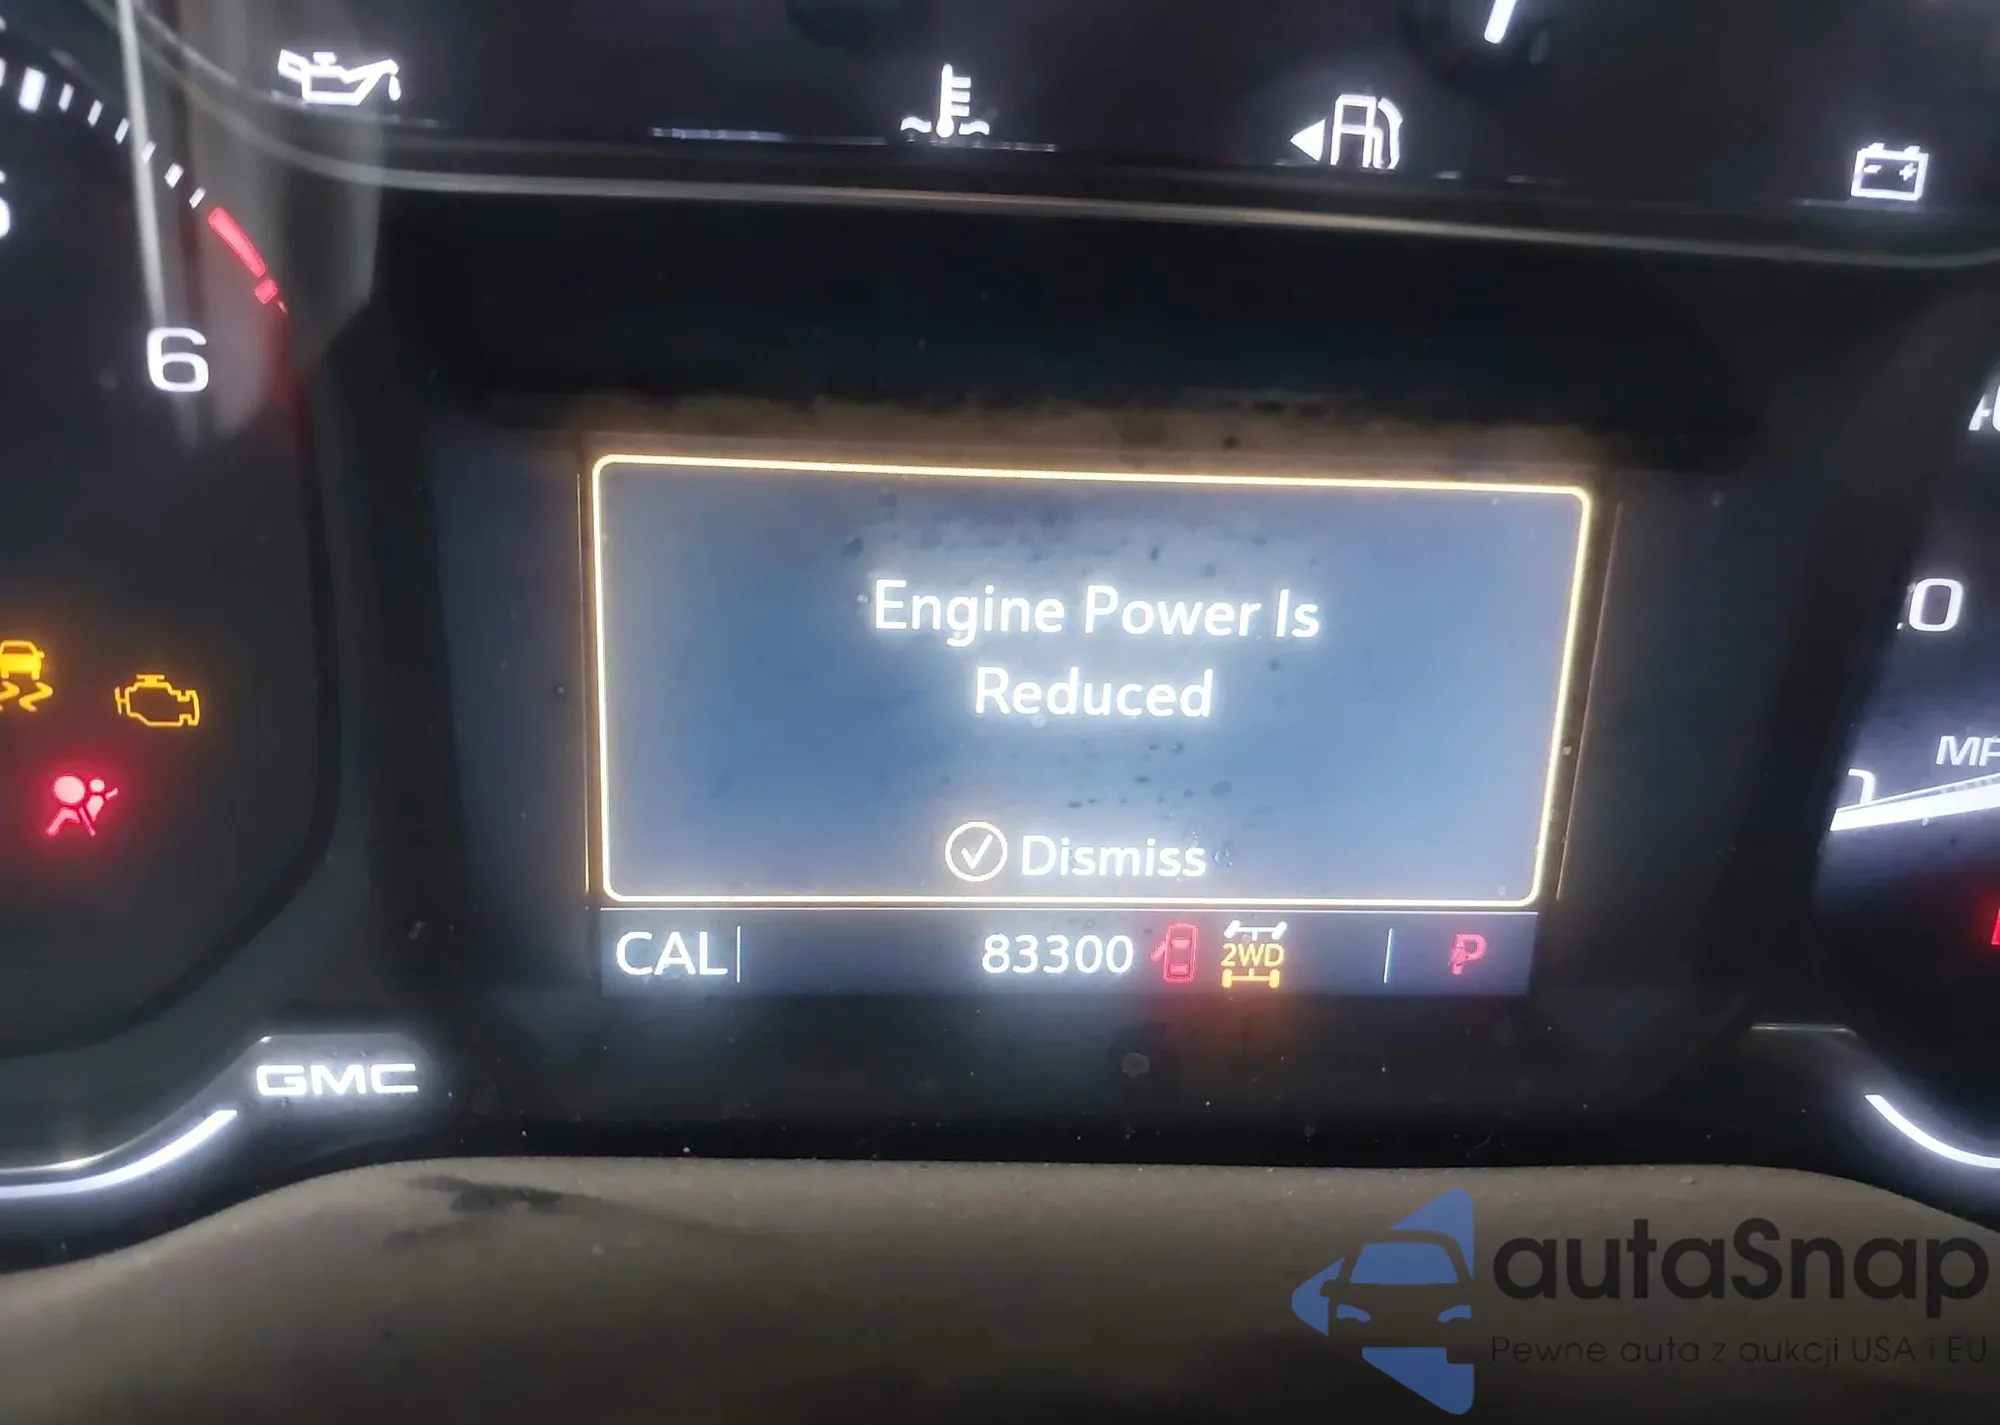 6
Engine Power Is
Reduced
Dismiss
CAL
83300
2WD
P
GMC
autaSnap
Pewne auta z aukcji USA i EU